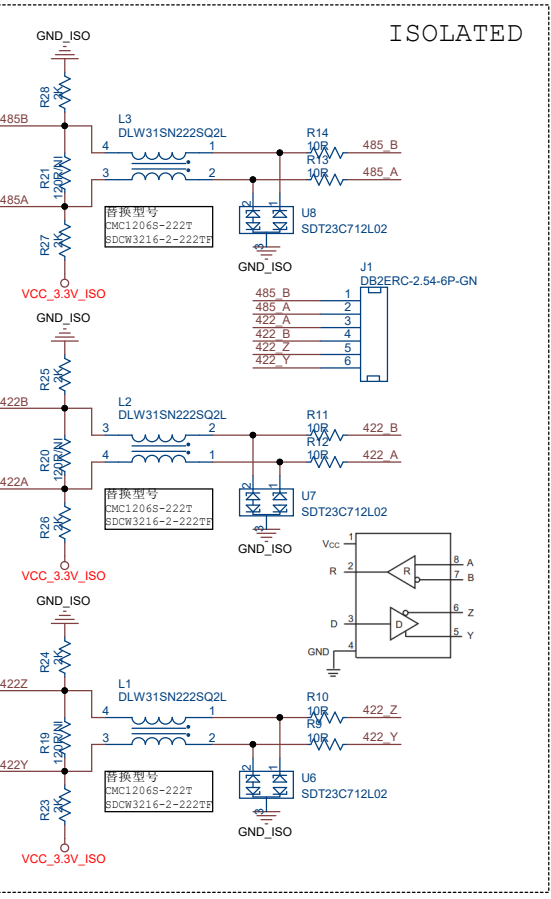 ISOLATED
GND_ISO
R28
2K
485B
L3
DLW31SN222SQ2L
4
1
3
2
R14
10R
485_B
R13
10R
485_A
R21
120R/NI
485A
替换型号
CMC1206S-222T
SDCW3216-2-222TF
2
1
3
U8
SDT23C712L02
GND_ISO
R27
2K
VCC_3.3V_ISO
J1
DB2ERC-2.54-6P-GN
485_B 1
485_A 2
422_A 3
422_B 4
422_Z 5
422_Y 6
GND_ISO
R25
2K
422B
L2
DLW31SN222SQ2L
3
2
4
1
R11
10R
422_B
R12
10R
422_A
R20
120R/NI
422A
替换型号
CMC1206S-222T
SDCW3216-2-222TF
2
1
3
U7
SDT23C712L02
GND_ISO
R26
2K
VCC_3.3V_ISO
VCC 1
R 2
R
8 A
7 B
D 3
D
6 Z
5 Y
GND 4
GND_ISO
R24
2K
422Z
L1
DLW31SN222SQ2L
4
1
3
2
R10
10R
422_Z
R9
10R
422_Y
R19
120R/NI
422Y
替换型号
CMC1206S-222T
SDCW3216-2-222TF
2
1
3
U6
SDT23C712L02
GND_ISO
R23
2K
VCC_3.3V_ISO